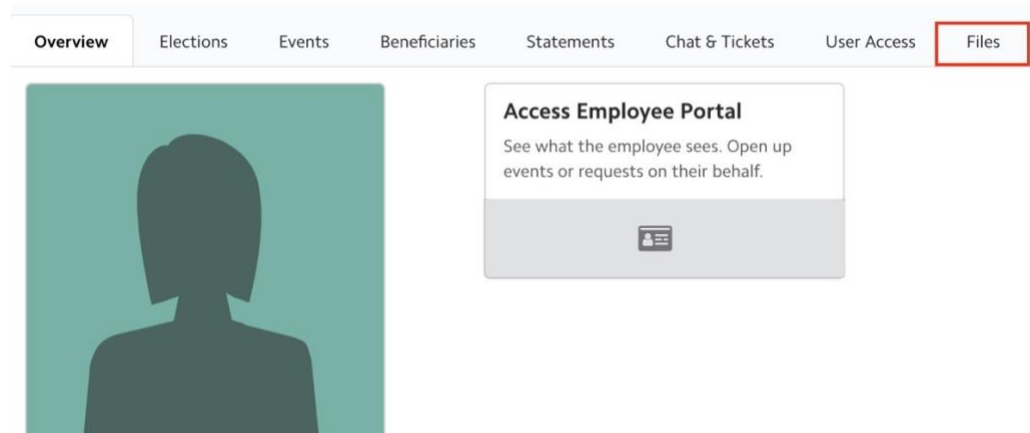 Overview Elections Events Beneficiaries Statements Chat & Tickets User Access Files
Access Employee Portal
See what the employee sees. Open up
events or requests on their behalf.